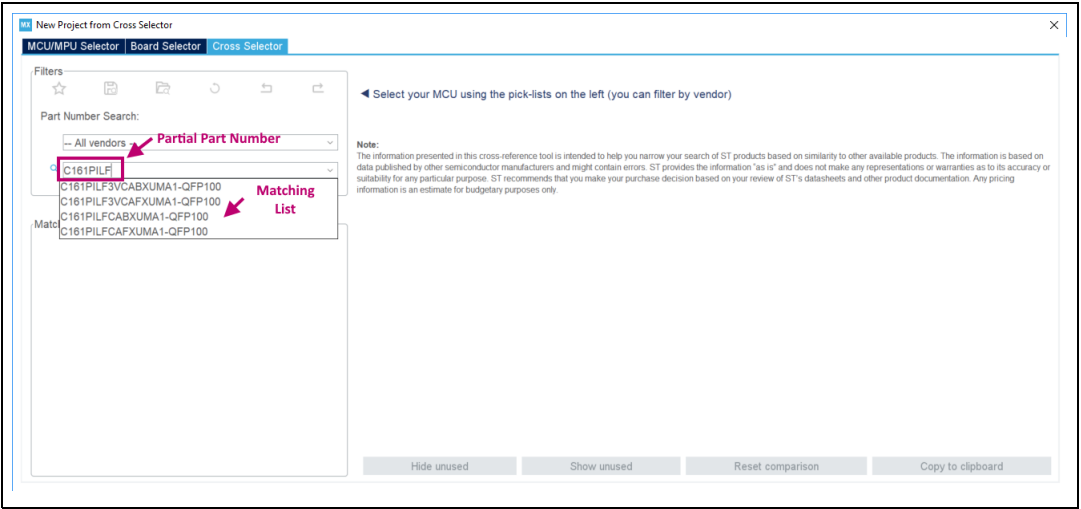 MX New Project from Cross Selector
MCU/MPU Selector Board Selector Cross Selector
Filters
Part Number Search:
-- All vendors --
Partial Part Number
C161PILF
C161PILF3VCABXUMA1-QFP100
C161PILF3VCAFXUMA1-QFP100
C161PILFCABXUMA1-QFP100
C161PILFCAFXUMA1-QFP100
Matching
List
Select your MCU using the pick-lists on the left (you can filter by vendor)
Note:
The information presented in this cross-reference tool is intended to help you narrow your search of ST products based on similarity to other available products. The information is based on
data published by other semiconductor manufacturers and might contain errors. ST provides the information "as is" and does not make any representations or warranties as to its accuracy or
suitability for any particular purpose. ST recommends that you make your purchase decision based on your review of ST's datasheets and other product documentation. Any pricing
information is an estimate for budgetary purposes only.
Hide unused Show unused Reset comparison Copy to clipboard